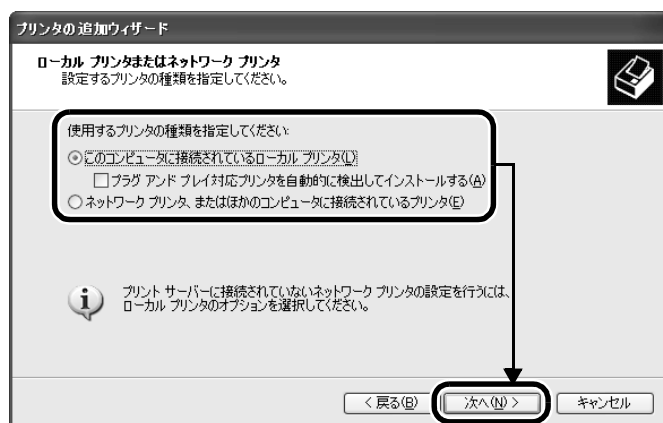 プリンタの追加ウィザード
ローカル プリンタまたはネットワーク プリンタ
設定するプリンタの種類を指定してください。
使用するプリンタの種類を指定してください:
このコンピュータに接続されているローカル プリンタ(L)
プラグ アンド プレイ対応プリンタを自動的に検出してインストールする(A)
ネットワーク プリンタ、またはほかのコンピュータに接続されているプリンタ(E)
プリント サーバーに接続されていないネットワーク プリンタの設定を行うには、
ローカル プリンタのオプションを選択してください。
< 戻る(B) 次へ(N) > キャンセル